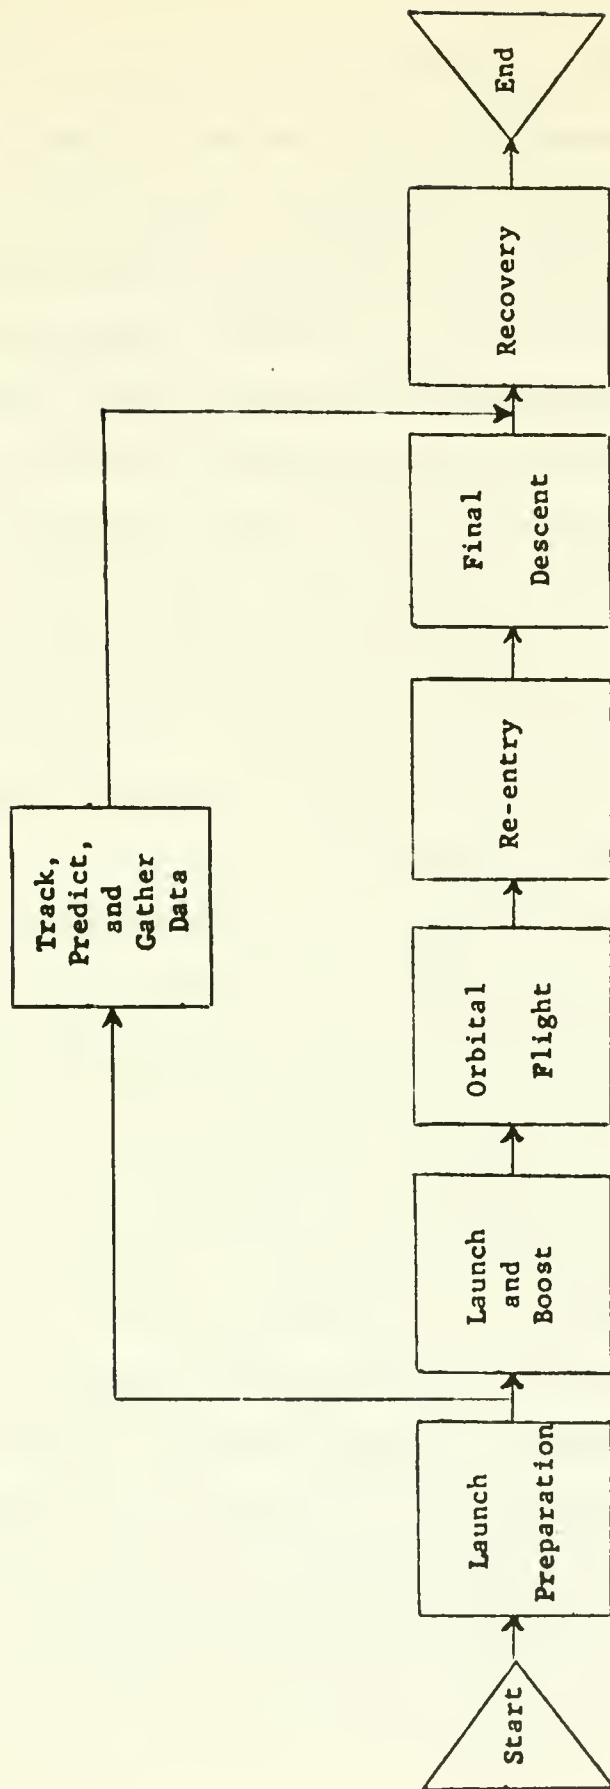 Start
Launch
Preparation
Launch
and
Boost
Orbital
Flight
Re-entry
Final
Descent
Recovery
End
Track,
Predict,
and
Gather
Data